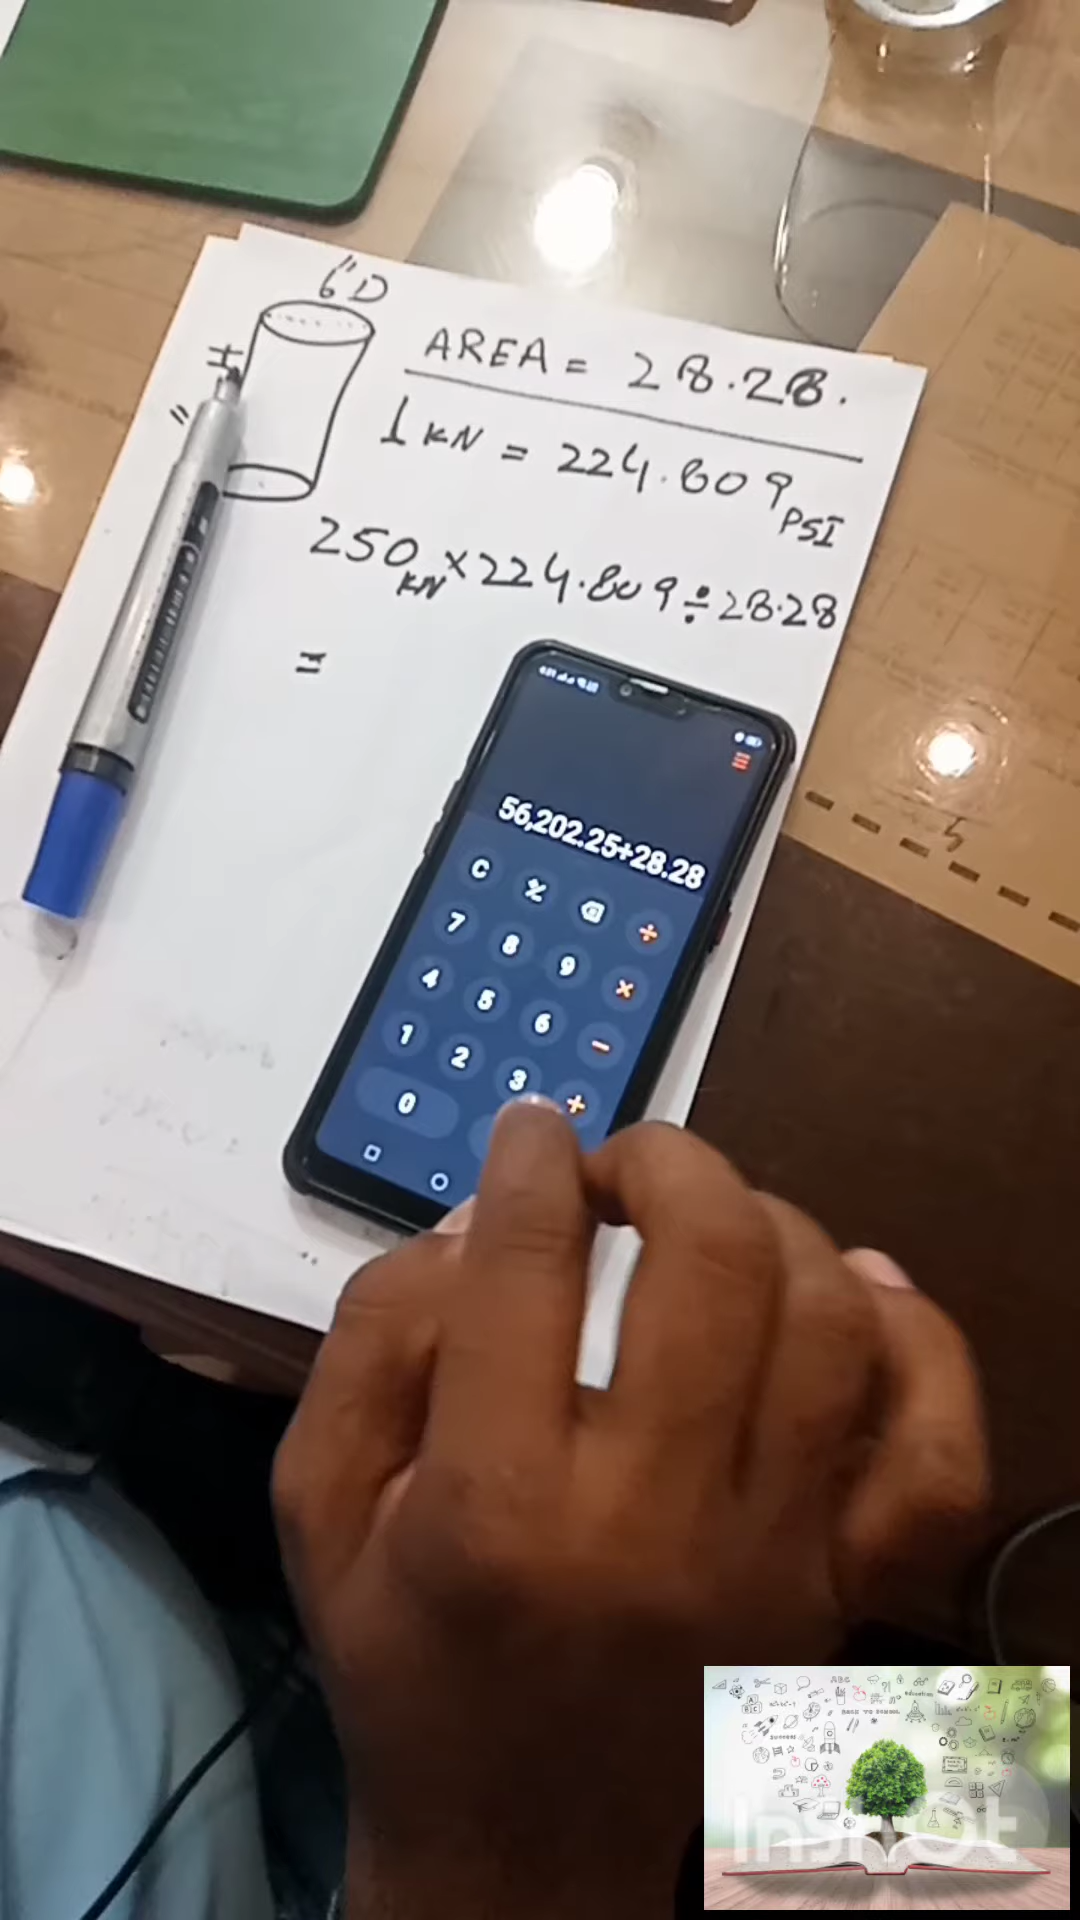 6"D
H
"
AREA = 28.28.
1 KN = 224.809 PSI
250 KN × 224.809 ÷ 28.28
=
56,202.25÷28.28
C
÷
7 8 9 ×
4 5 6 −
1 2 3 +
0
InShOt